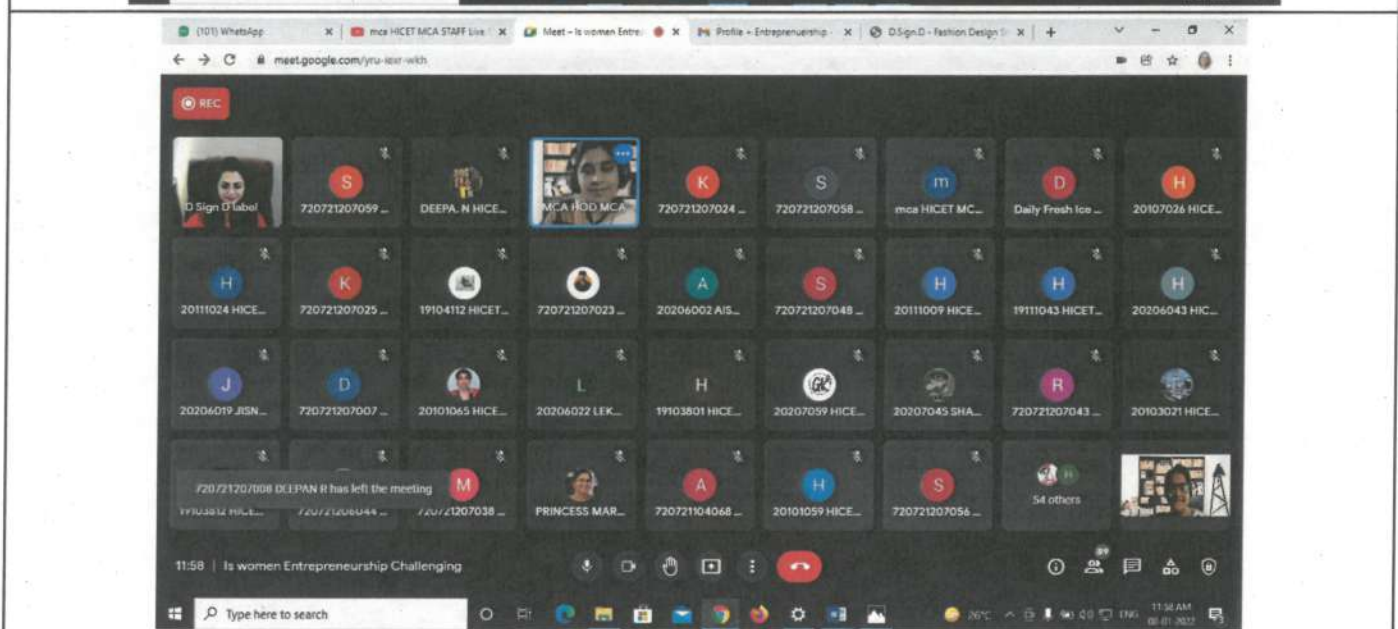 (101) WhatsApp
mca HICET MCA STAFF Live
Meet – Is women Entre
Profile - Entreprenuership -
D.Sign.D - Fashion Design
meet.google.com/yru-iexr-wkh
REC
D Sign D label
S
720721207059 ...
DEEPA. N HICE...
MCA HOD MCA
K
720721207024 ...
S
720721207058 ...
m
mca HICET MC...
D
Daily Fresh Ice ...
H
20107026 HICE...
H
20111024 HICE...
K
720721207025 ...
19104112 HICET...
720721207023 ...
A
20206002 AIS...
S
720721207048 ...
H
20111009 HICE...
H
19111043 HICET...
H
20206043 HIC...
J
20206019 JISN...
D
720721207007 ...
20101065 HICE...
L
20206022 LEK...
H
19103801 HICE...
GK
20207059 HICE...
20207045 SHA...
R
720721207043 ...
20103021 HICE...
720721207008 DEEPAN R has left the meeting
19103812 HICE...
720721206044 ...
M
720721207038 ...
PRINCESS MAR...
A
720721104068 ...
H
20101059 HICE...
S
720721207056 ...
H
54 others
11:58 | Is women Entrepreneurship Challenging
89
Type here to search
26°C
ENG
11:58 AM
08-01-2022